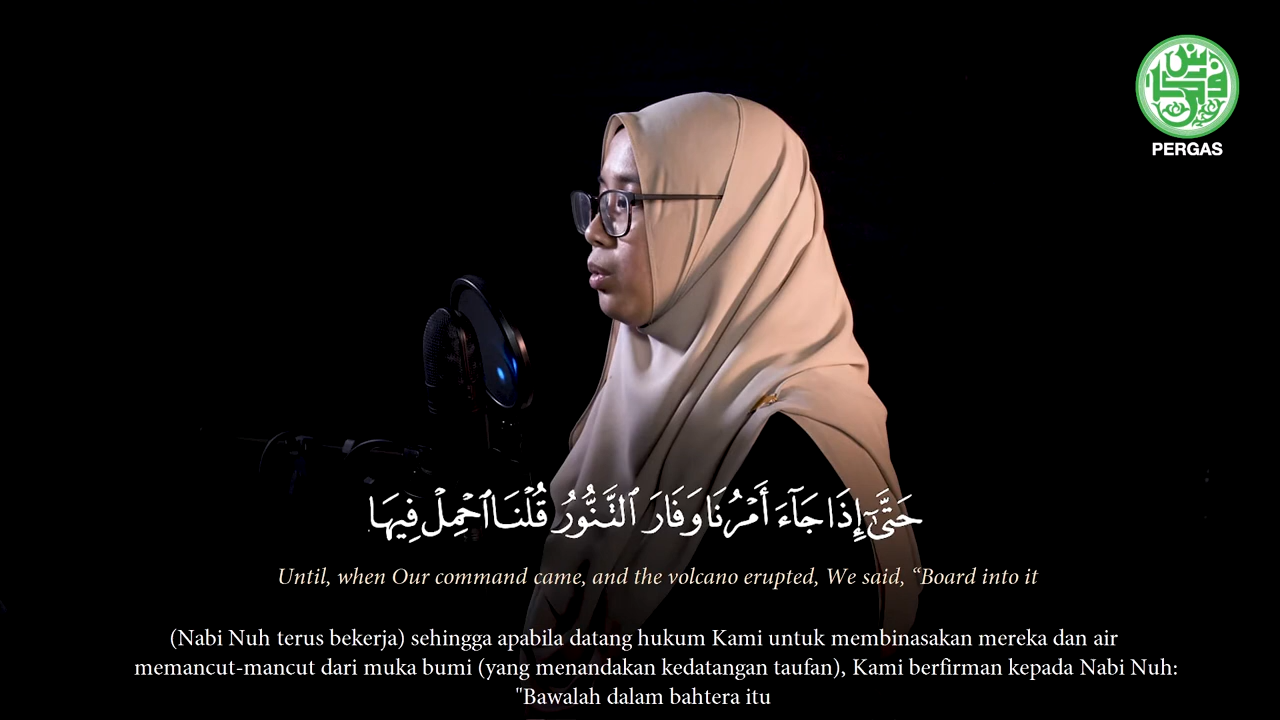 PERGAS
حَتَّىٰٓ إِذَا جَآءَ أَمْرُنَا وَفَارَ ٱلتَّنُّورُ قُلْنَا ٱحْمِلْ فِيهَا
Until, when Our command came, and the volcano erupted, We said, “Board into it
(Nabi Nuh terus bekerja) sehingga apabila datang hukum Kami untuk membinasakan mereka dan air
memancut-mancut dari muka bumi (yang menandakan kedatangan taufan), Kami berfirman kepada Nabi Nuh:
"Bawalah dalam bahtera itu